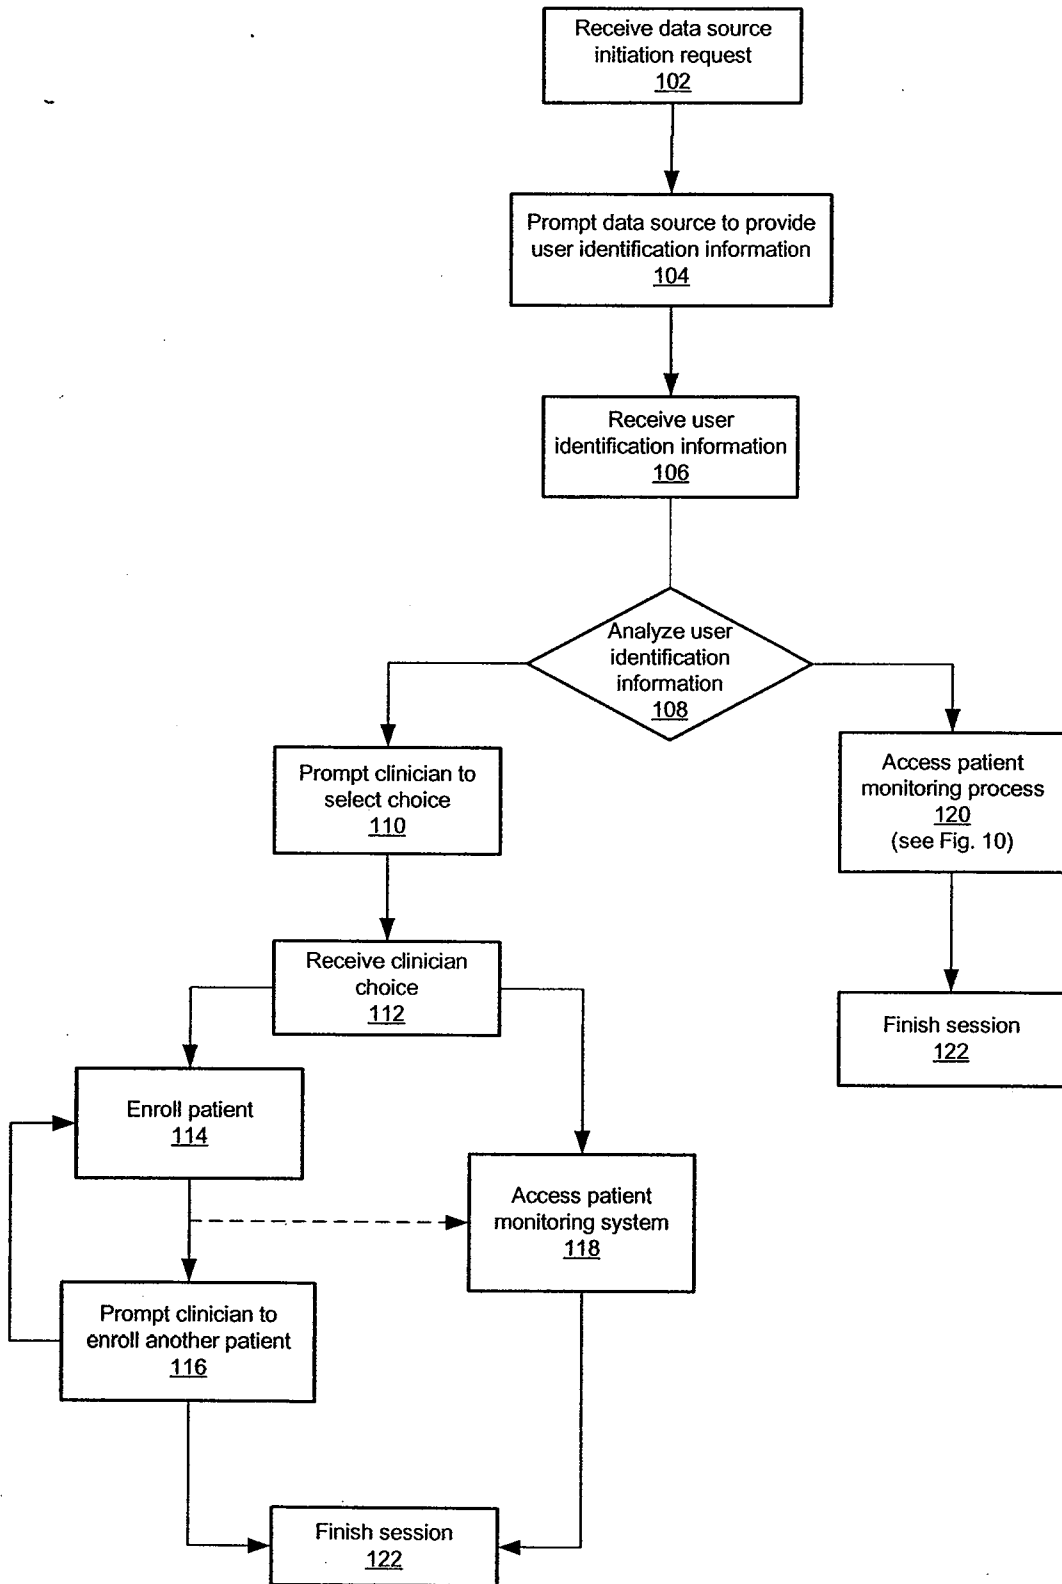 Receive data source
initiation request
102
Prompt data source to provide
user identification information
104
Receive user
identification information
106
Analyze user
identification
information
108
Prompt clinician to
select choice
110
Access patient
monitoring process
120
(see Fig. 10)
Receive clinician
choice
112
Finish session
122
Enroll patient
114
Access patient
monitoring system
118
Prompt clinician to
enroll another patient
116
Finish session
122